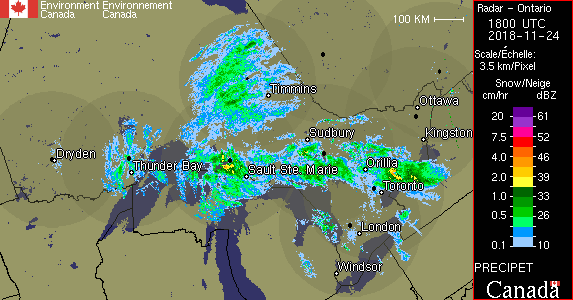 Environment Environnement
Canada Canada
100 KM
Radar - Ontario
1800 UTC
2018-11-24
Scale/Échelle:
3.5 km/Pixel
Snow/Neige
cm/hr dBZ
20 61
7.5 52
4.0 46
2.0 39
1.0 33
0.5 26
0.1 10
PRECIPET
Canada
Timmins
Ottawa
Sudbury
Kingston
Dryden
Thunder Bay
Sault Ste. Marie
Orillia
Toronto
London
Windsor